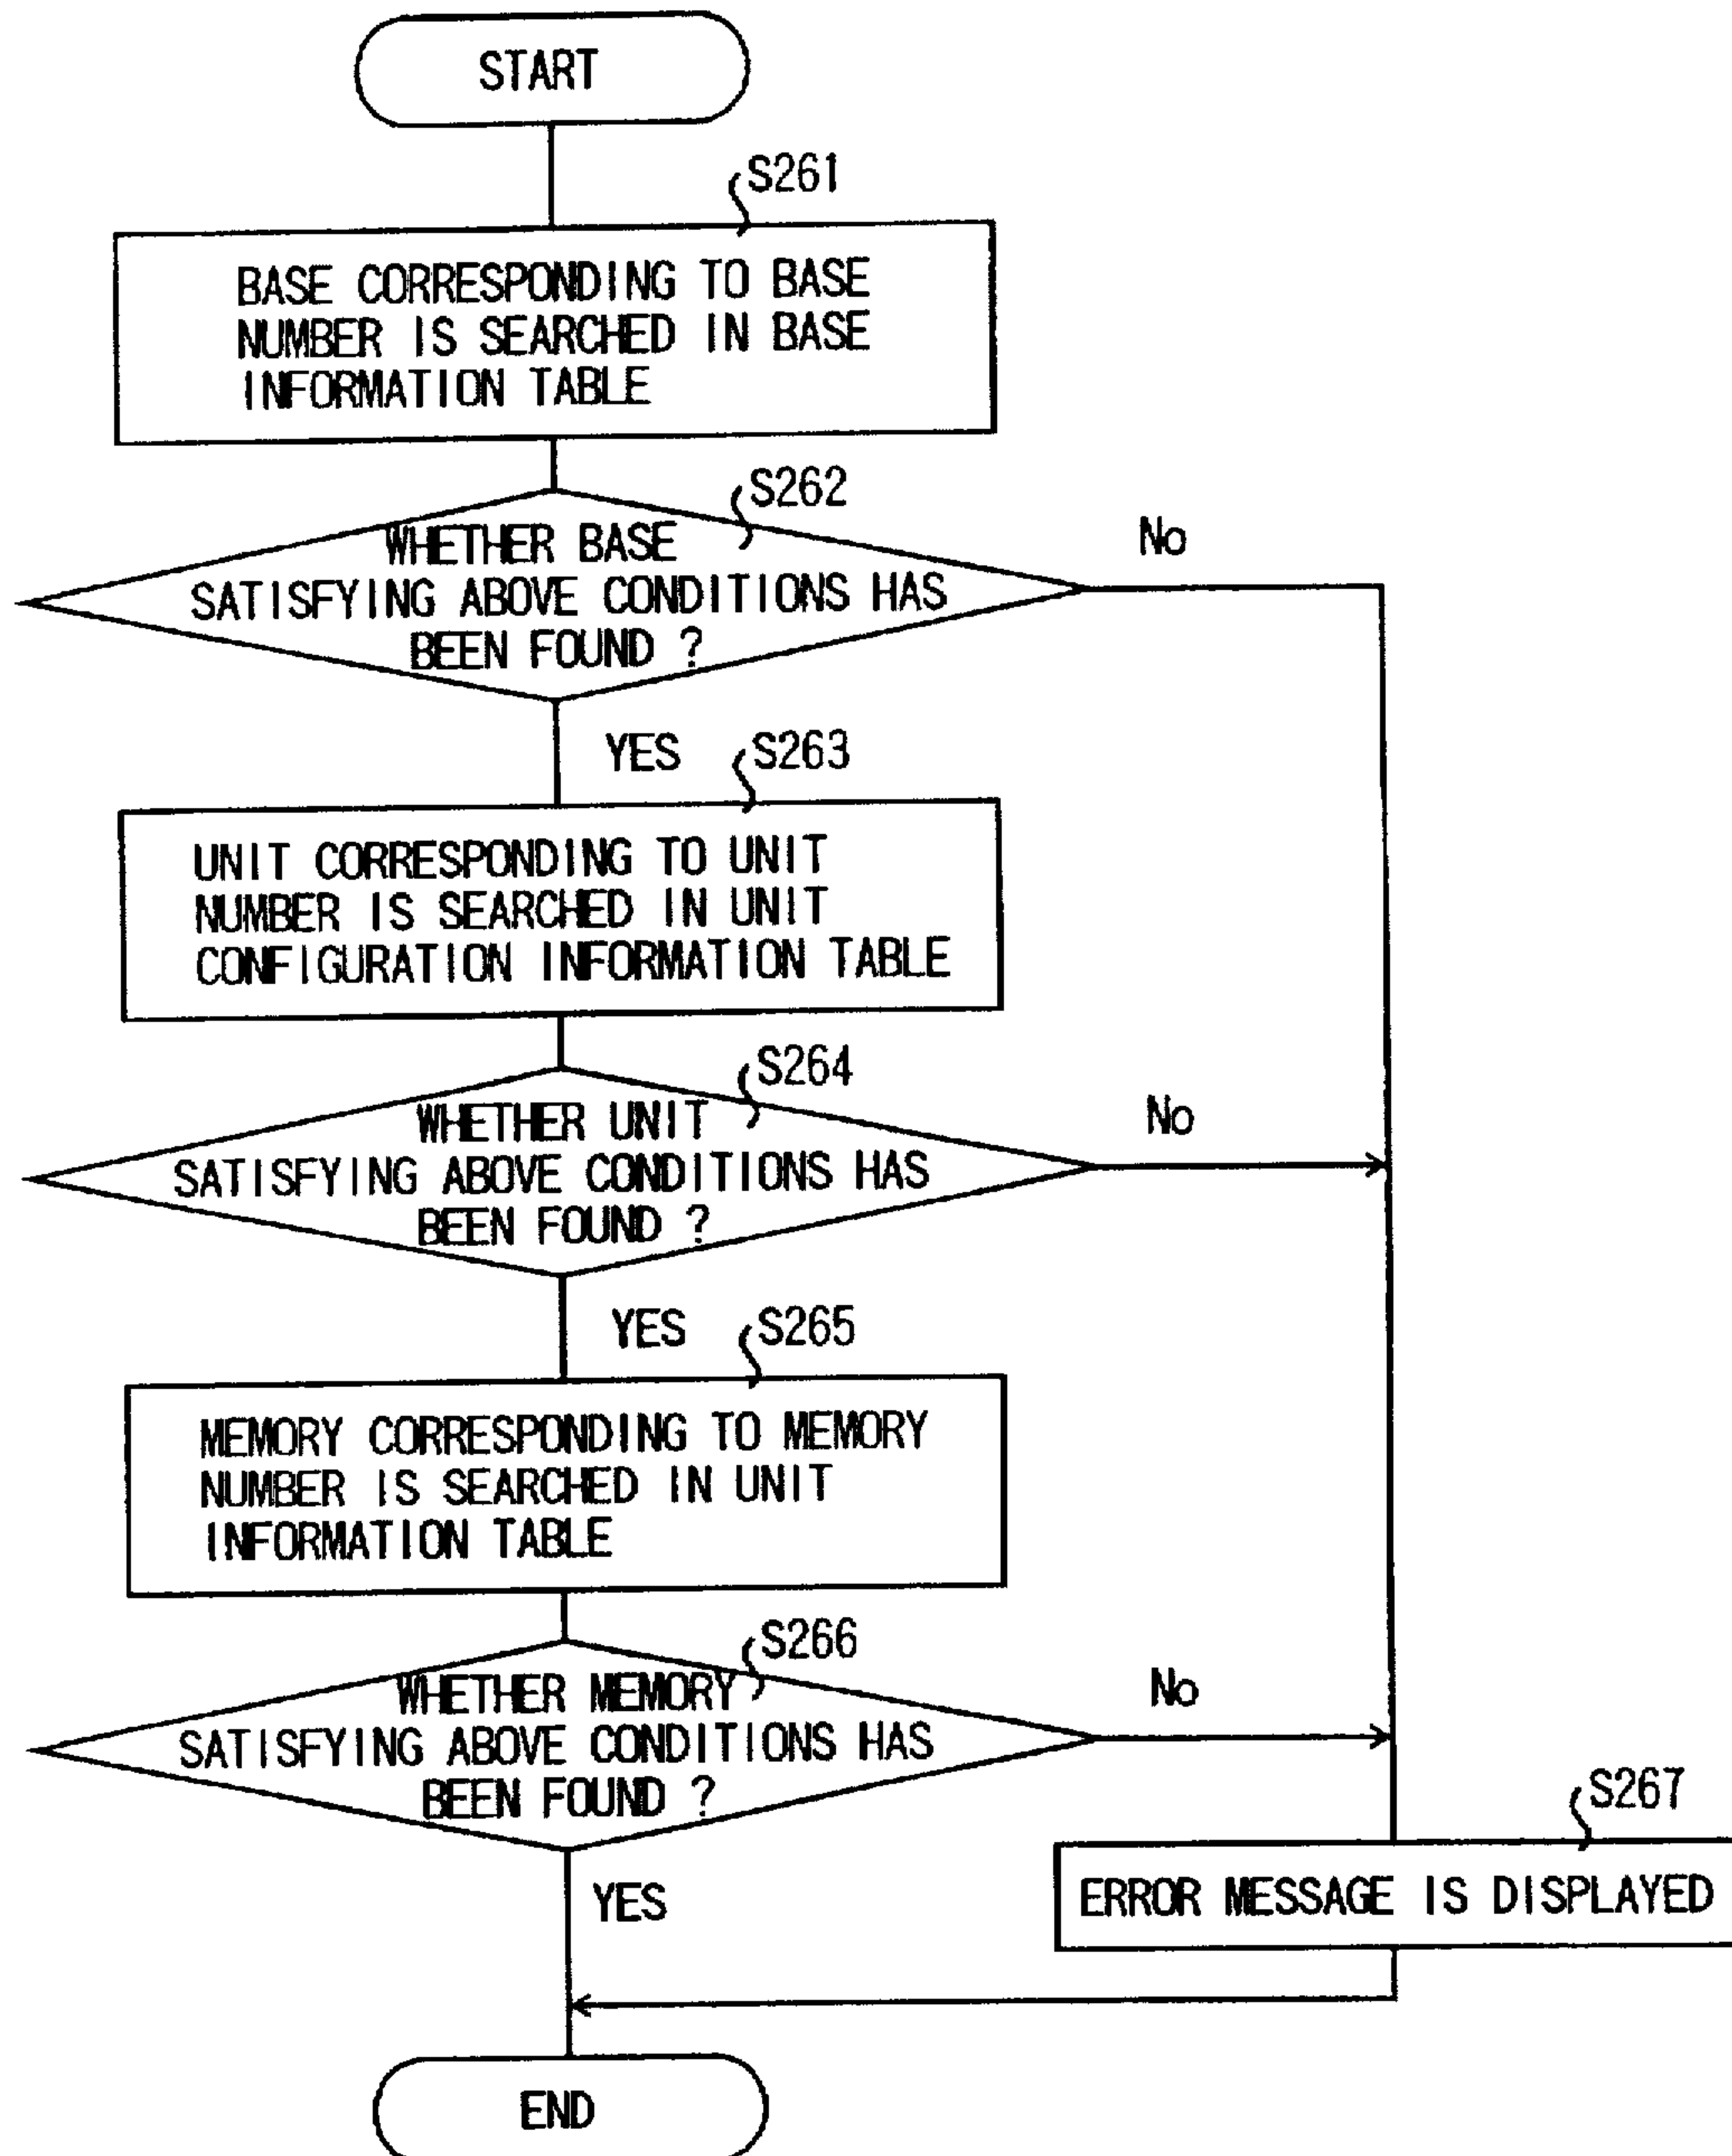 START
S261
BASE CORRESPONDING TO BASE
NUMBER IS SEARCHED IN BASE
INFORMATION TABLE
S262
WHETHER BASE
SATISFYING ABOVE CONDITIONS HAS
BEEN FOUND ?
No
YES
S263
UNIT CORRESPONDING TO UNIT
NUMBER IS SEARCHED IN UNIT
CONFIGURATION INFORMATION TABLE
S264
WHETHER UNIT
SATISFYING ABOVE CONDITIONS HAS
BEEN FOUND ?
No
YES
S265
MEMORY CORRESPONDING TO MEMORY
NUMBER IS SEARCHED IN UNIT
INFORMATION TABLE
S266
WHETHER MEMORY
SATISFYING ABOVE CONDITIONS HAS
BEEN FOUND ?
No
YES
S267
ERROR MESSAGE IS DISPLAYED
END